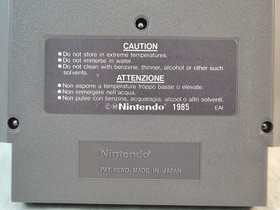 CAUTION
● Do not store in extreme temperatures.
● Do not immerse in water.
● Do not clean with benzene, thinner, alcohol or other such
solvents.
ATTENZIONE
● Non esporre a temperature troppo basse o elevate.
● Non immergere nell'acqua.
● Non pulire con benzina, acquaragia, alcool o altri solventi.
©Ⓜ Nintendo® 1985 EAI
Nintendo®
PAT. PEND. MADE IN JAPAN